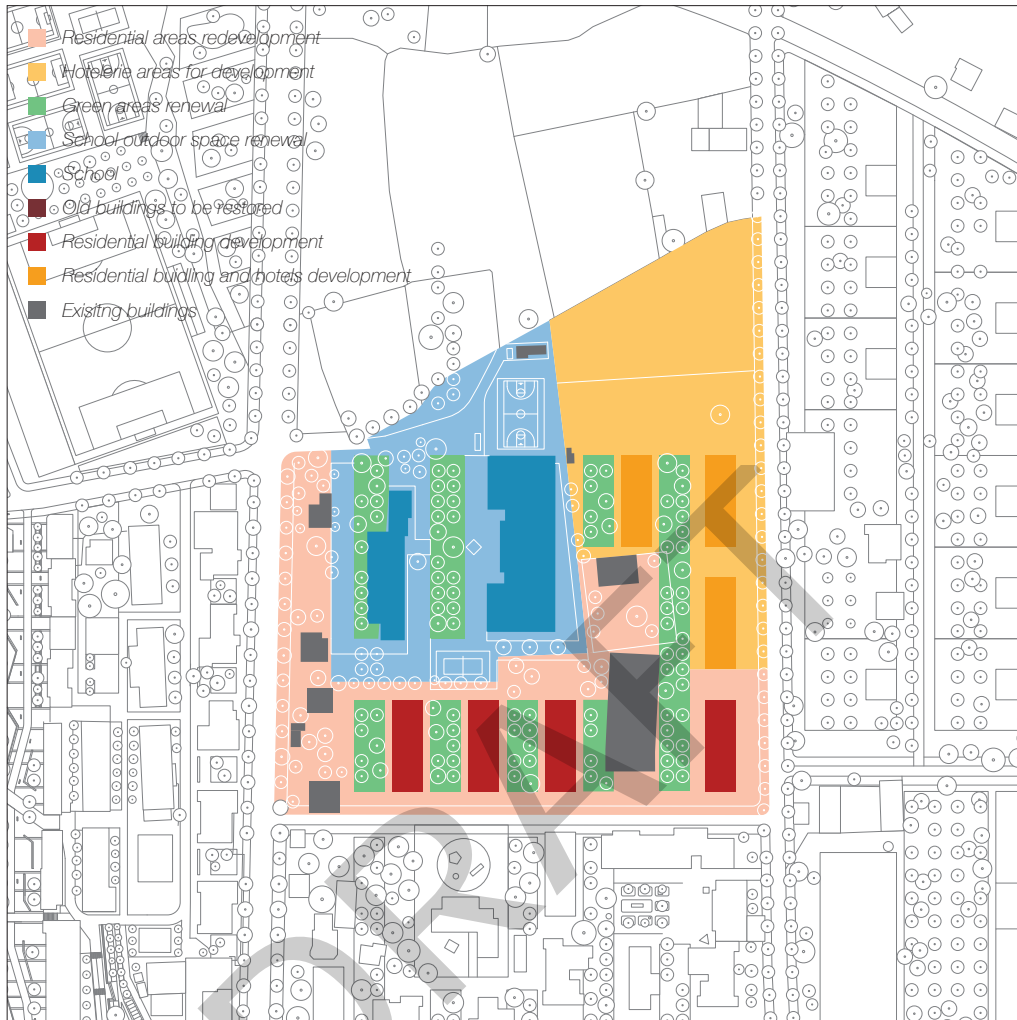 Residential areas redevelopment
Hotelerie areas for development
Green areas renewal
School outdoor space renewal
School
Old buildings to be restored
Residential building development
Residential buidling and hotels development
Exisitng buildings
DRAFT